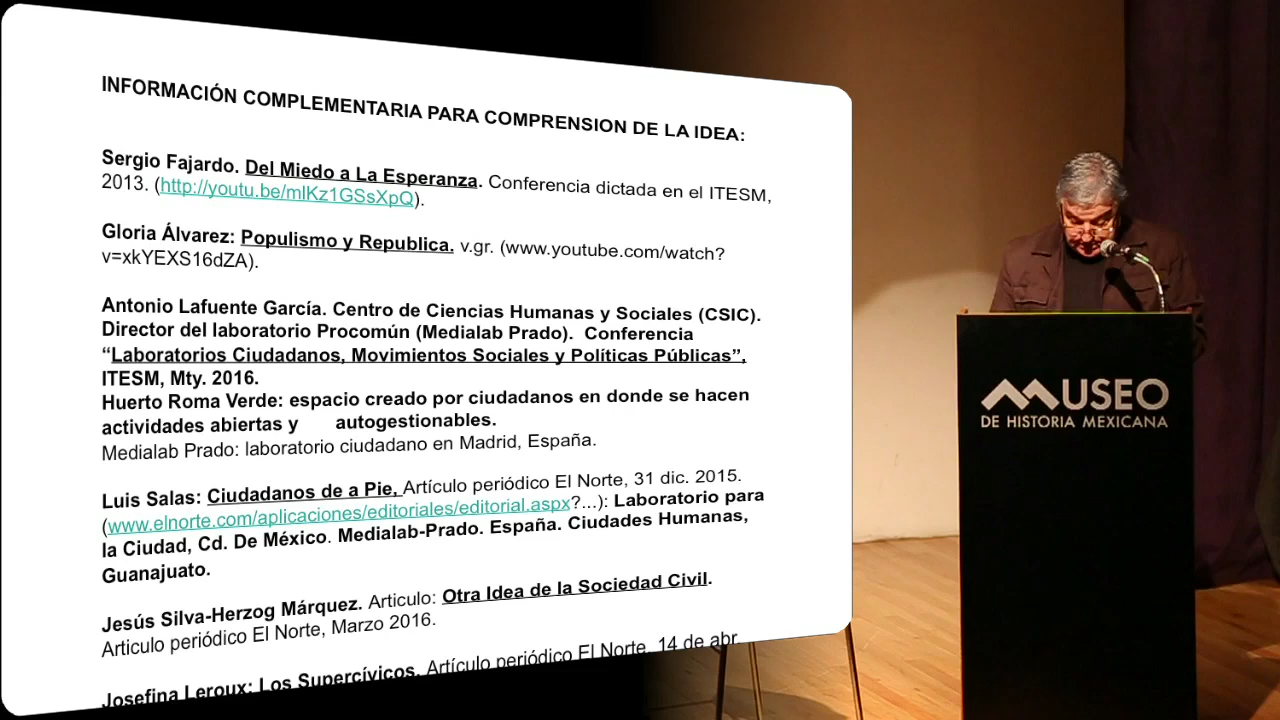 INFORMACIÓN COMPLEMENTARIA PARA COMPRENSION DE LA IDEA:
Sergio Fajardo. Del Miedo a La Esperanza. Conferencia dictada en el ITESM,
2013. (http://youtu.be/mlKz1GSsXpQ).
Gloria Álvarez: Populismo y Republica. v.gr. (www.youtube.com/watch?
v=xkYEXS16dZA).
Antonio Lafuente García. Centro de Ciencias Humanas y Sociales (CSIC).
Director del laboratorio Procomún (Medialab Prado). Conferencia
“Laboratorios Ciudadanos, Movimientos Sociales y Políticas Públicas”,
ITESM, Mty. 2016.
Huerto Roma Verde: espacio creado por ciudadanos en donde se hacen
actividades abiertas y autogestionables.
Medialab Prado: laboratorio ciudadano en Madrid, España.
Luis Salas: Ciudadanos de a Pie, Artículo periódico El Norte, 31 dic. 2015.
(www.elnorte.com/aplicaciones/editoriales/editorial.aspx?...): Laboratorio para
la Ciudad, Cd. De México. Medialab-Prado. España. Ciudades Humanas,
Guanajuato.
Jesús Silva-Herzog Márquez. Articulo: Otra Idea de la Sociedad Civil.
Articulo periódico El Norte, Marzo 2016.
Josefina Leroux: Los Supercívicos. Artículo periódico El Norte. 14 de abr.
MUSEO
DE HISTORIA MEXICANA